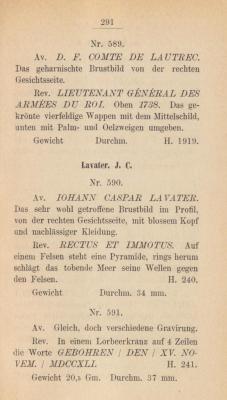 291
Nr. 589.
Av. D. F. COMTE DE LAUTREC.
Das geharnischte Brustbild von der rechten
Gesichtsseite.
Rev. LIEUTENANT GÉNÉRAL DES
ARMÉES DU ROI. Oben 1738. Das ge-
krönte vierfeldige Wappen mit dem Mittelschild,
unten mit Palm- und Oelzweigen umgeben.
Gewicht Durchm. H. 1919.
Lavater. J. C.
Nr. 590.
Av. IOHANN CASPAR LAVATER.
Das sehr wohl getroffene Brustbild im Profil,
von der rechten Gesichtsseite, mit blossem Kopf
und nachlässiger Kleidung.
Rev. RECTUS ET IMMOTUS. Auf
einem Felsen steht eine Pyramide, rings herum
schlägt das tobende Meer seine Wellen gegen
den Felsen. H. 240.
Gewicht Durchm. 34 mm.
Nr. 591.
Av. Gleich, doch verschiedene Gravirung.
Rev. In einem Lorbeerkranz auf 4 Zeilen
die Worte GEBOHREN / DEN / XV. NO-
VEM. / MDCCXLI. H. 241.
Gewicht 20,5 Gm. Durchm. 37 mm.